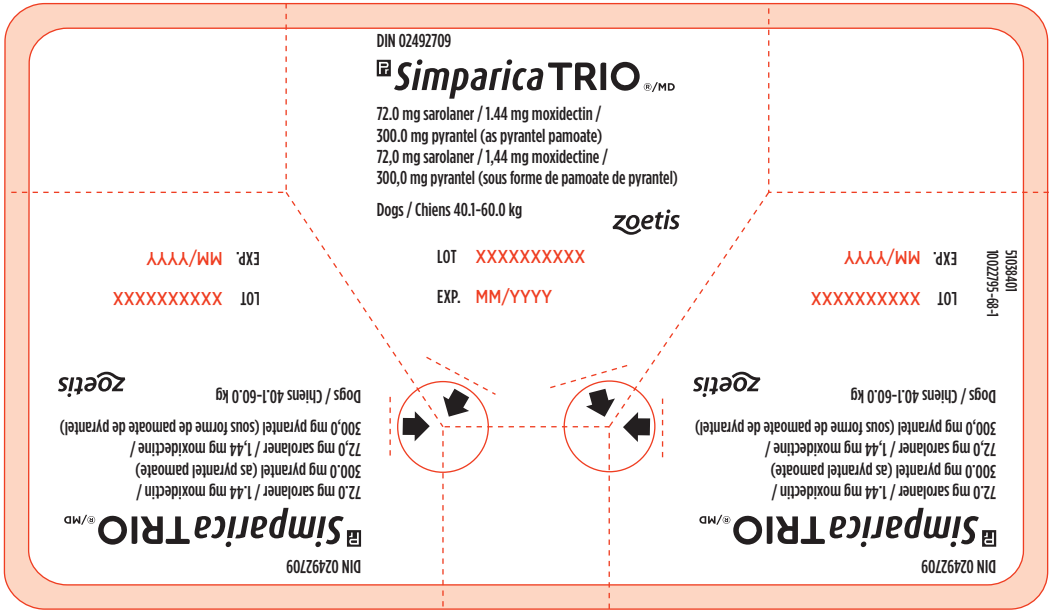 DIN 02492709
Pr Simparica TRIO ®/MD
72.0 mg sarolaner / 1.44 mg moxidectin /
300.0 mg pyrantel (as pyrantel pamoate)
72,0 mg sarolaner / 1,44 mg moxidectine /
300,0 mg pyrantel (sous forme de pamoate de pyrantel)
Dogs / Chiens 40.1-60.0 kg
zoetis
LOT XXXXXXXXXX
EXP. MM/YYYY
DIN 02492709
Pr Simparica TRIO ®/MD
72.0 mg sarolaner / 1.44 mg moxidectin /
300.0 mg pyrantel (as pyrantel pamoate)
72,0 mg sarolaner / 1,44 mg moxidectine /
300,0 mg pyrantel (sous forme de pamoate de pyrantel)
Dogs / Chiens 40.1-60.0 kg
zoetis
LOT XXXXXXXXXX
EXP. MM/YYYY
DIN 02492709
Pr Simparica TRIO ®/MD
72.0 mg sarolaner / 1.44 mg moxidectin /
300.0 mg pyrantel (as pyrantel pamoate)
72,0 mg sarolaner / 1,44 mg moxidectine /
300,0 mg pyrantel (sous forme de pamoate de pyrantel)
Dogs / Chiens 40.1-60.0 kg
zoetis
LOT XXXXXXXXXX
EXP. MM/YYYY
51038401
10022795-68-1